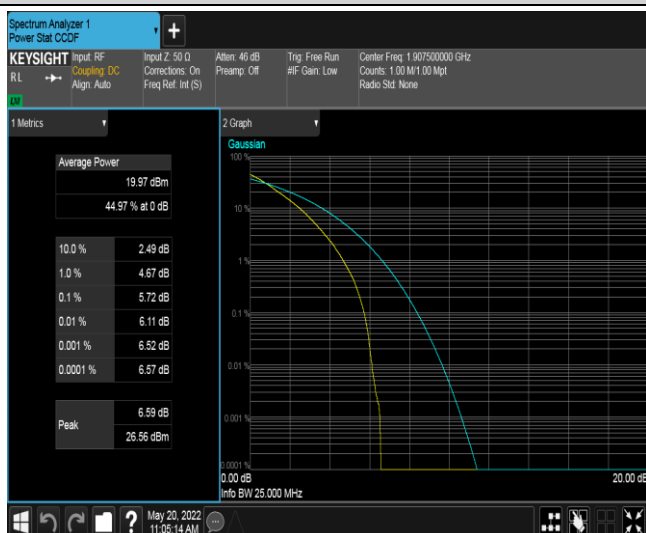 Spectrum Analyzer 1
Power Stat CCDF
+
KEYSIGHT
RL
Input: RF
Coupling: DC
Align: Auto
Input Z: 50 Ω
Corrections: On
Freq Ref: Int (S)
Atten: 46 dB
Preamp: Off
Trig: Free Run
#IF Gain: Low
Center Freq: 1.907500000 GHz
Counts: 1.00 M/1.00 Mpt
Radio Std: None
1 Metrics
Average Power
19.97 dBm
44.97 % at 0 dB
10.0 % 2.49 dB
1.0 % 4.67 dB
0.1 % 5.72 dB
0.01 % 6.11 dB
0.001 % 6.52 dB
0.0001 % 6.57 dB
Peak
6.59 dB
26.56 dBm
2 Graph
Gaussian
100 %
10 %
1 %
0.1 %
0.01 %
0.001 %
0.0001 %
0.00 dB 20.00 dB
Info BW 25.000 MHz
?
May 20, 2022
11:05:14 AM